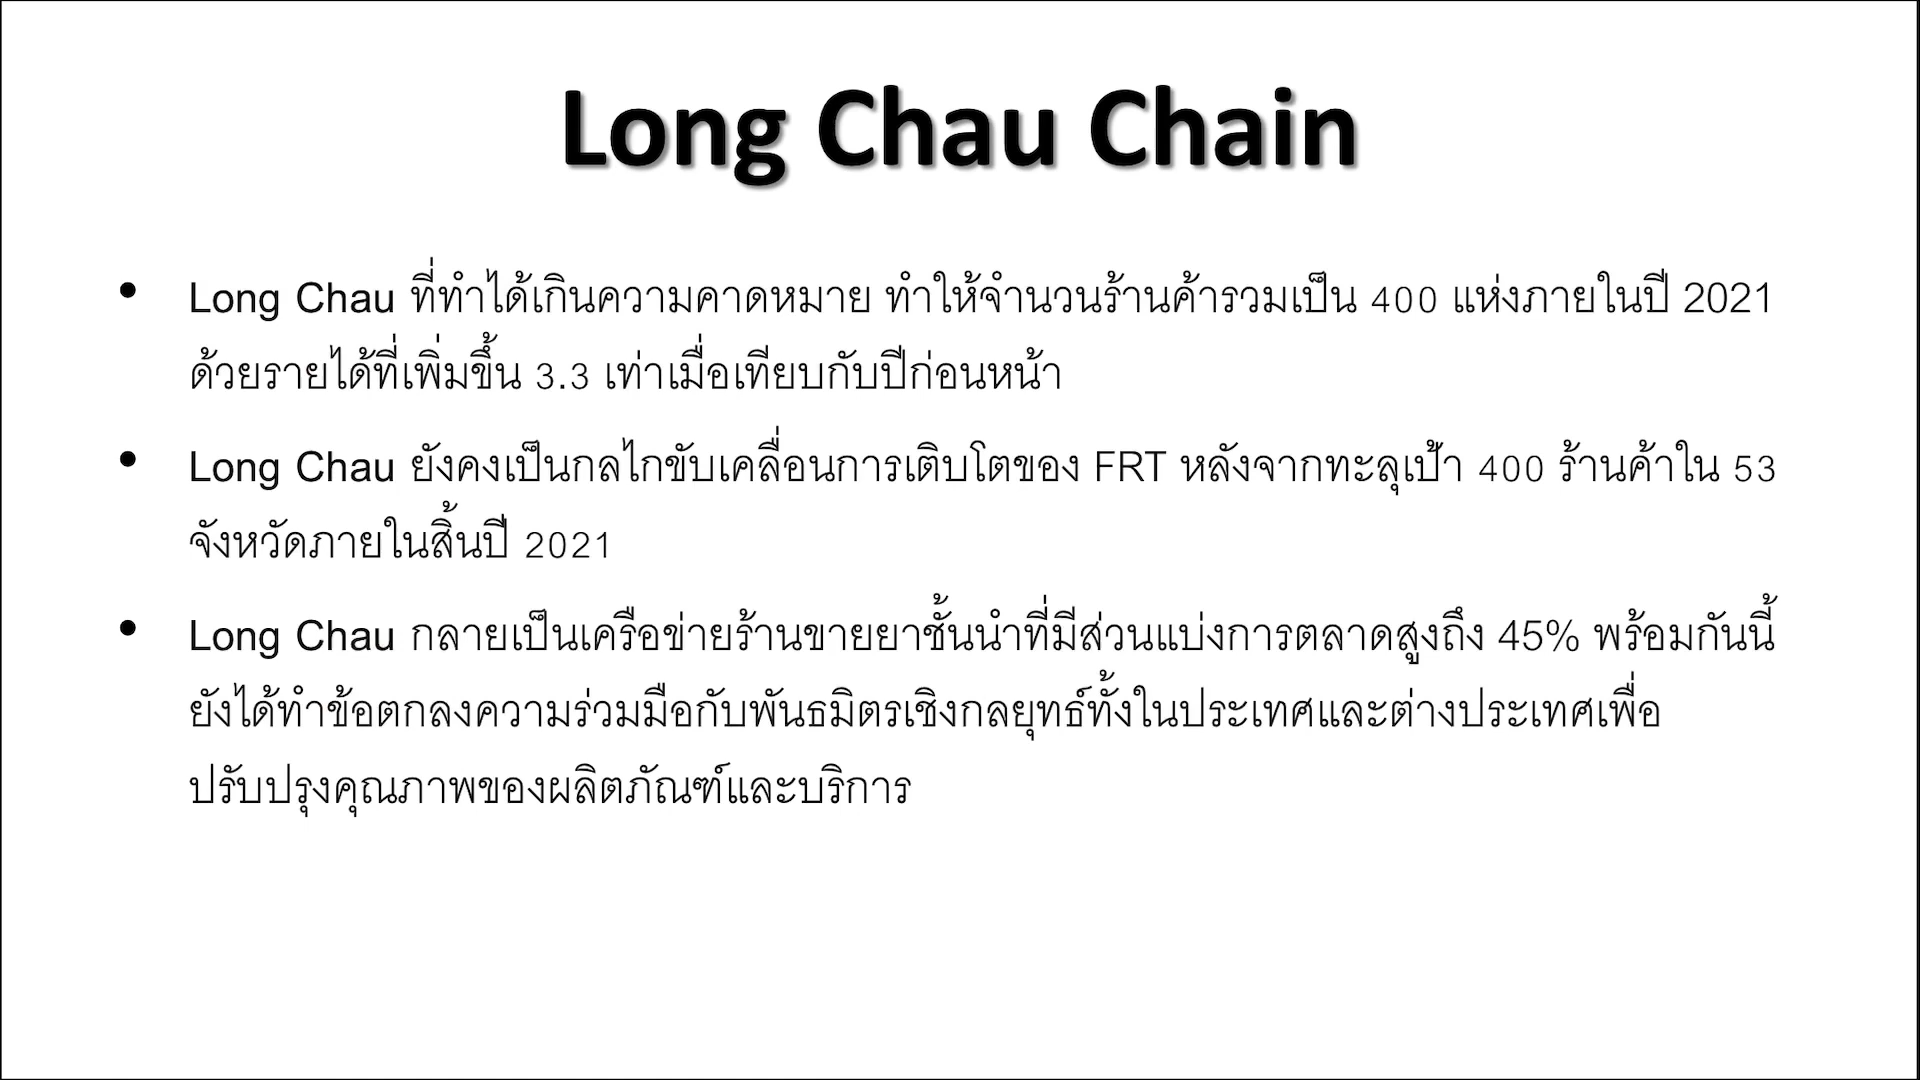 Long Chau Chain
• Long Chau ที่ทำได้เกินความคาดหมาย ทำให้จำนวนร้านค้ารวมเป็น 400 แห่งภายในปี 2021
ด้วยรายได้ที่เพิ่มขึ้น 3.3 เท่าเมื่อเทียบกับปีก่อนหน้า
• Long Chau ยังคงเป็นกลไกขับเคลื่อนการเติบโตของ FRT หลังจากทะลุเป้า 400 ร้านค้าใน 53
จังหวัดภายในสิ้นปี 2021
• Long Chau กลายเป็นเครือข่ายร้านขายยาชั้นนำที่มีส่วนแบ่งการตลาดสูงถึง 45% พร้อมกันนี้
ยังได้ทำข้อตกลงความร่วมมือกับพันธมิตรเชิงกลยุทธ์ทั้งในประเทศและต่างประเทศเพื่อ
ปรับปรุงคุณภาพของผลิตภัณฑ์และบริการ